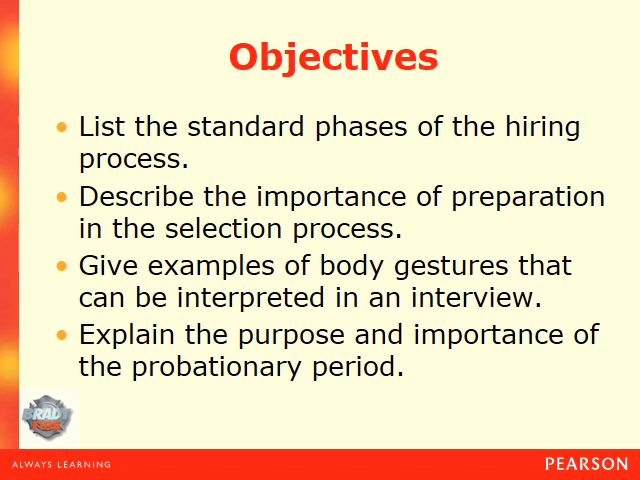 Objectives
• List the standard phases of the hiring
process.
• Describe the importance of preparation
in the selection process.
• Give examples of body gestures that
can be interpreted in an interview.
• Explain the purpose and importance of
the probationary period.
BRADY
FIRE
ALWAYS LEARNING
PEARSON